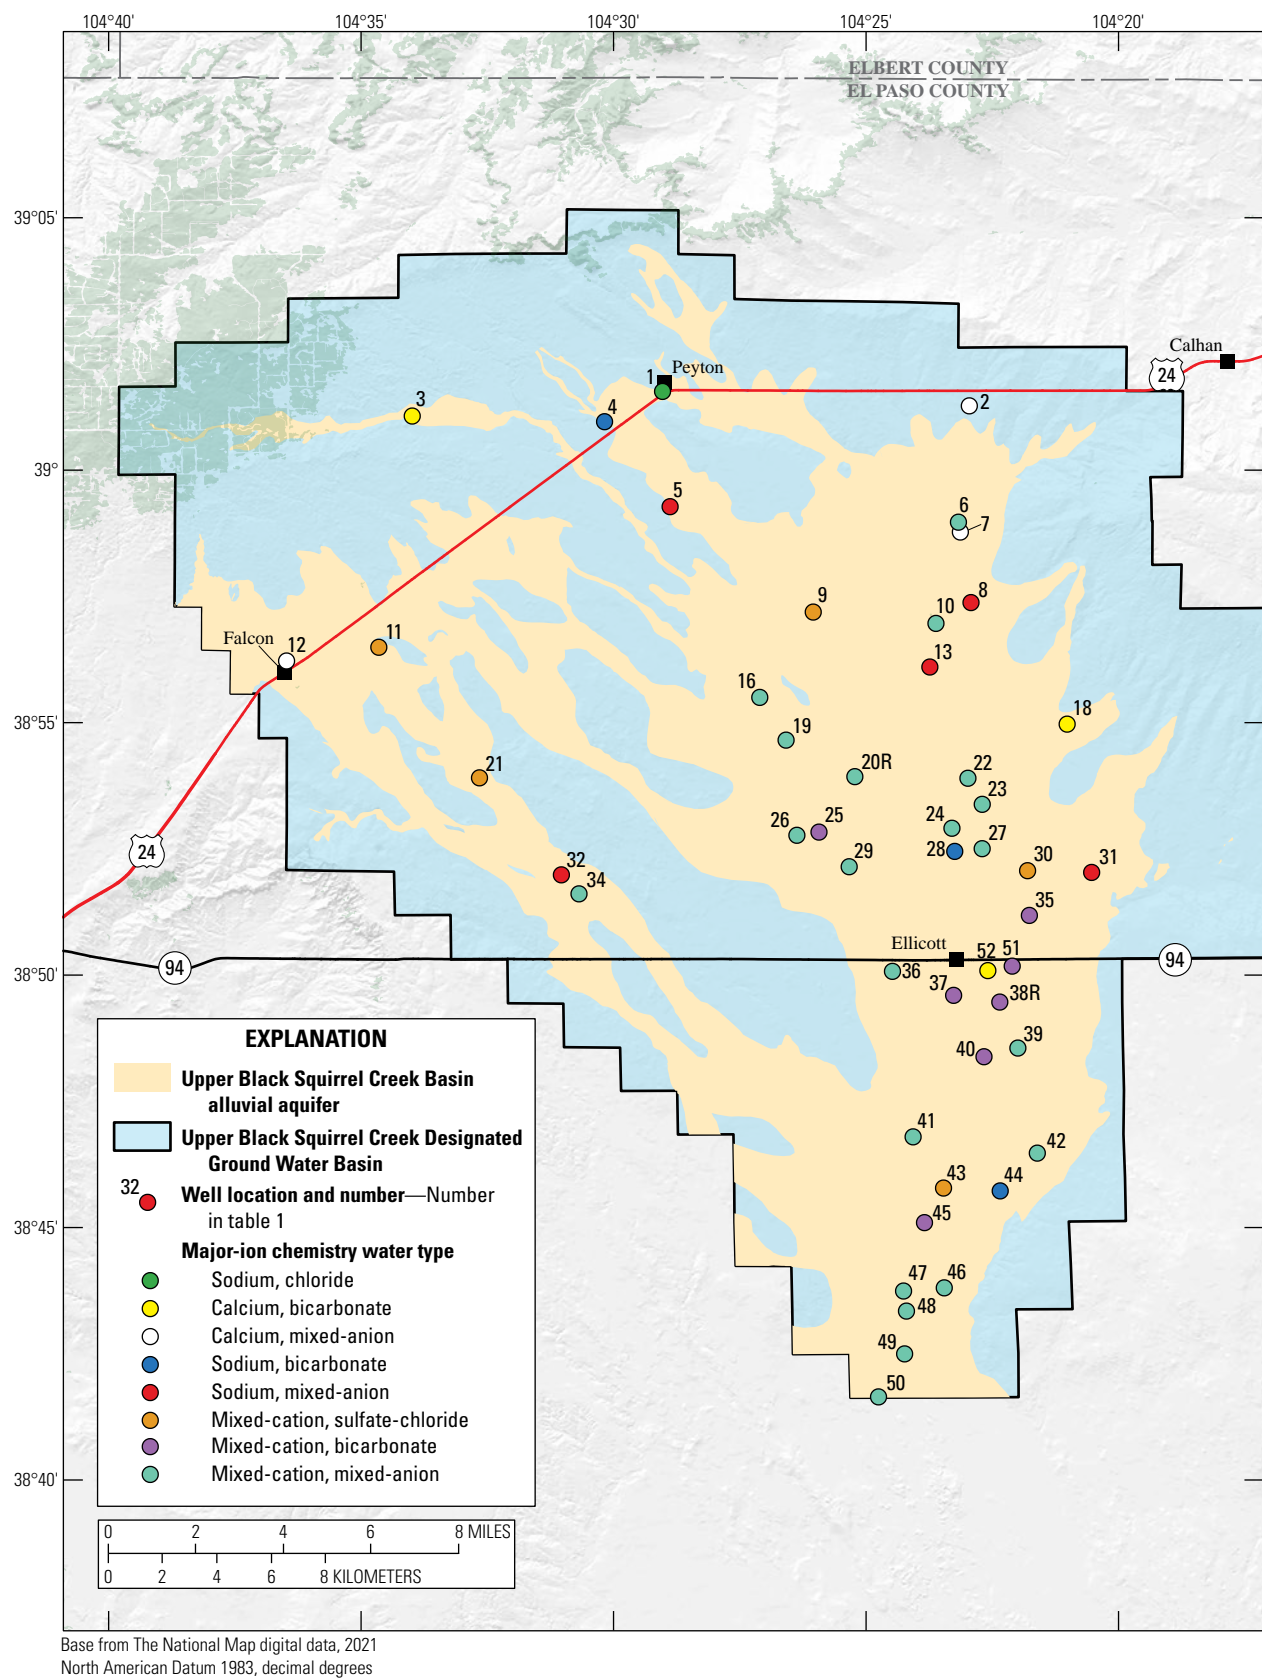 104°40' 104°35' 104°30' 104°25' 104°20'
ELBERT COUNTY
EL PASO COUNTY
39°05'
Calhan
24
Peyton
1
2
3
4
39°
5
6
7
8
9
10
11
Falcon
12
13
16
18
38°55'
19
20R
21
22
23
24
25
26
27
28
29
24
30
31
32
34
35
Ellicott
52
51
94
94
38°50'
36
37
38R
39
40
EXPLANATION
Upper Black Squirrel Creek Basin
alluvial aquifer
Upper Black Squirrel Creek Designated
Ground Water Basin
32
Well location and number—Number
in table 1
Major-ion chemistry water type
Sodium, chloride
Calcium, bicarbonate
Calcium, mixed-anion
Sodium, bicarbonate
Sodium, mixed-anion
Mixed-cation, sulfate-chloride
Mixed-cation, bicarbonate
Mixed-cation, mixed-anion
41
42
43
44
38°45'
45
46
47
48
49
50
38°40'
0 2 4 6 8 MILES
0 2 4 6 8 KILOMETERS
Base from The National Map digital data, 2021
North American Datum 1983, decimal degrees